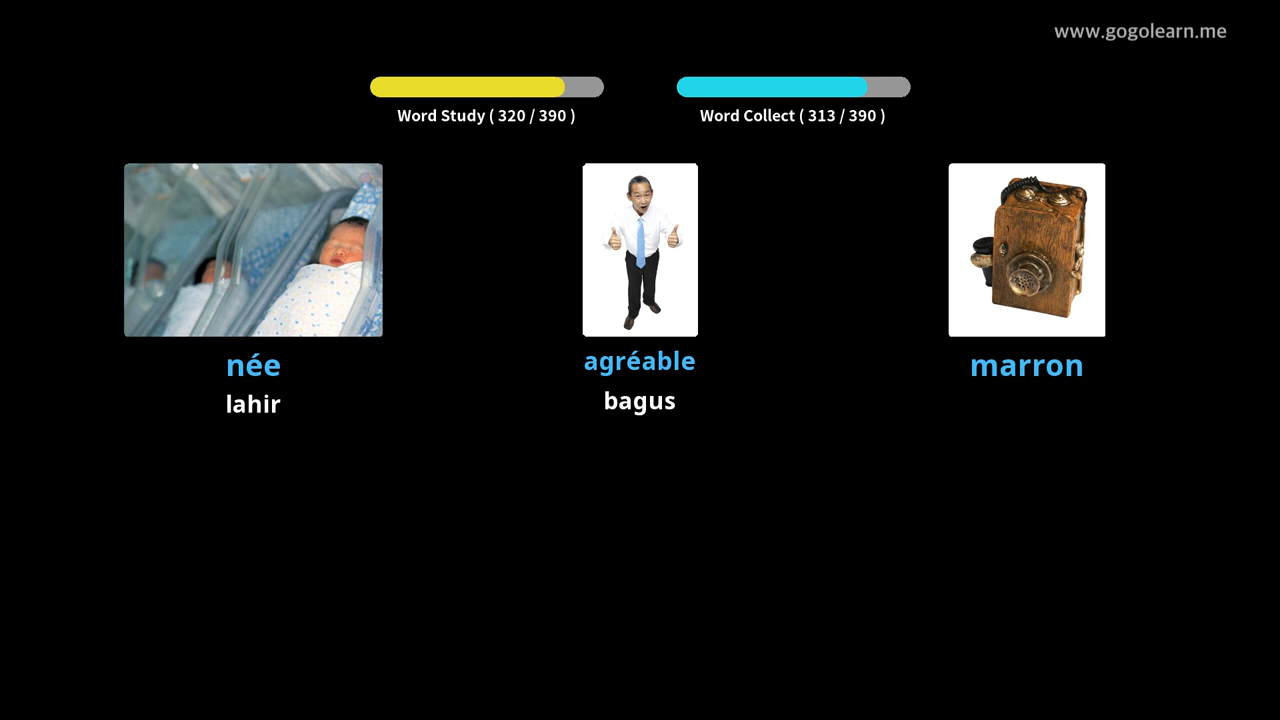 www.gogolearn.me
Word Study ( 320 / 390 )
Word Collect ( 313 / 390 )
née
lahir
agréable
bagus
marron